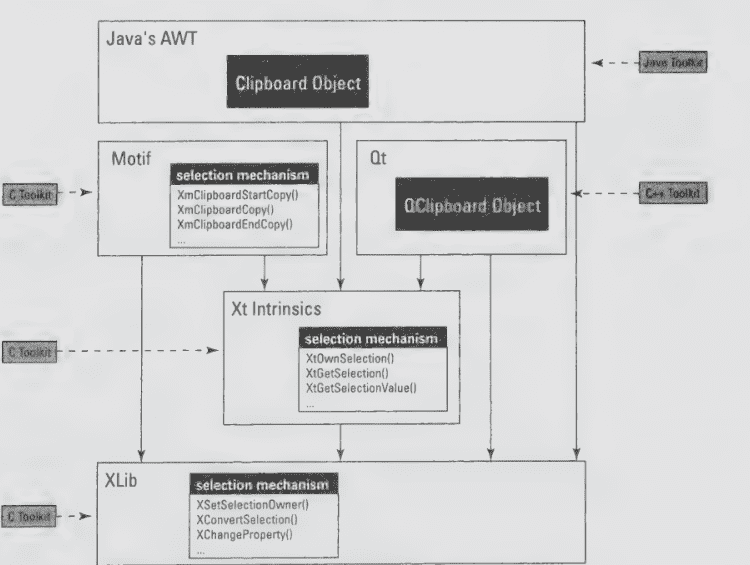 Java's AWT
Clipboard Object
Java Toolkit
Motif
selection mechanism
XmClipboardStartCopy()
XmClipboardCopy()
XmClipboardEndCopy()
...
C Toolkit
Qt
QClipboard Object
C++ Toolkit
Xt Intrinsics
selection mechanism
XtOwnSelection()
XtGetSelection()
XtGetSelectionValue()
...
C Toolkit
XLib
selection mechanism
XSetSelectionOwner()
XConvertSelection()
XChangeProperty()
...
C Toolkit